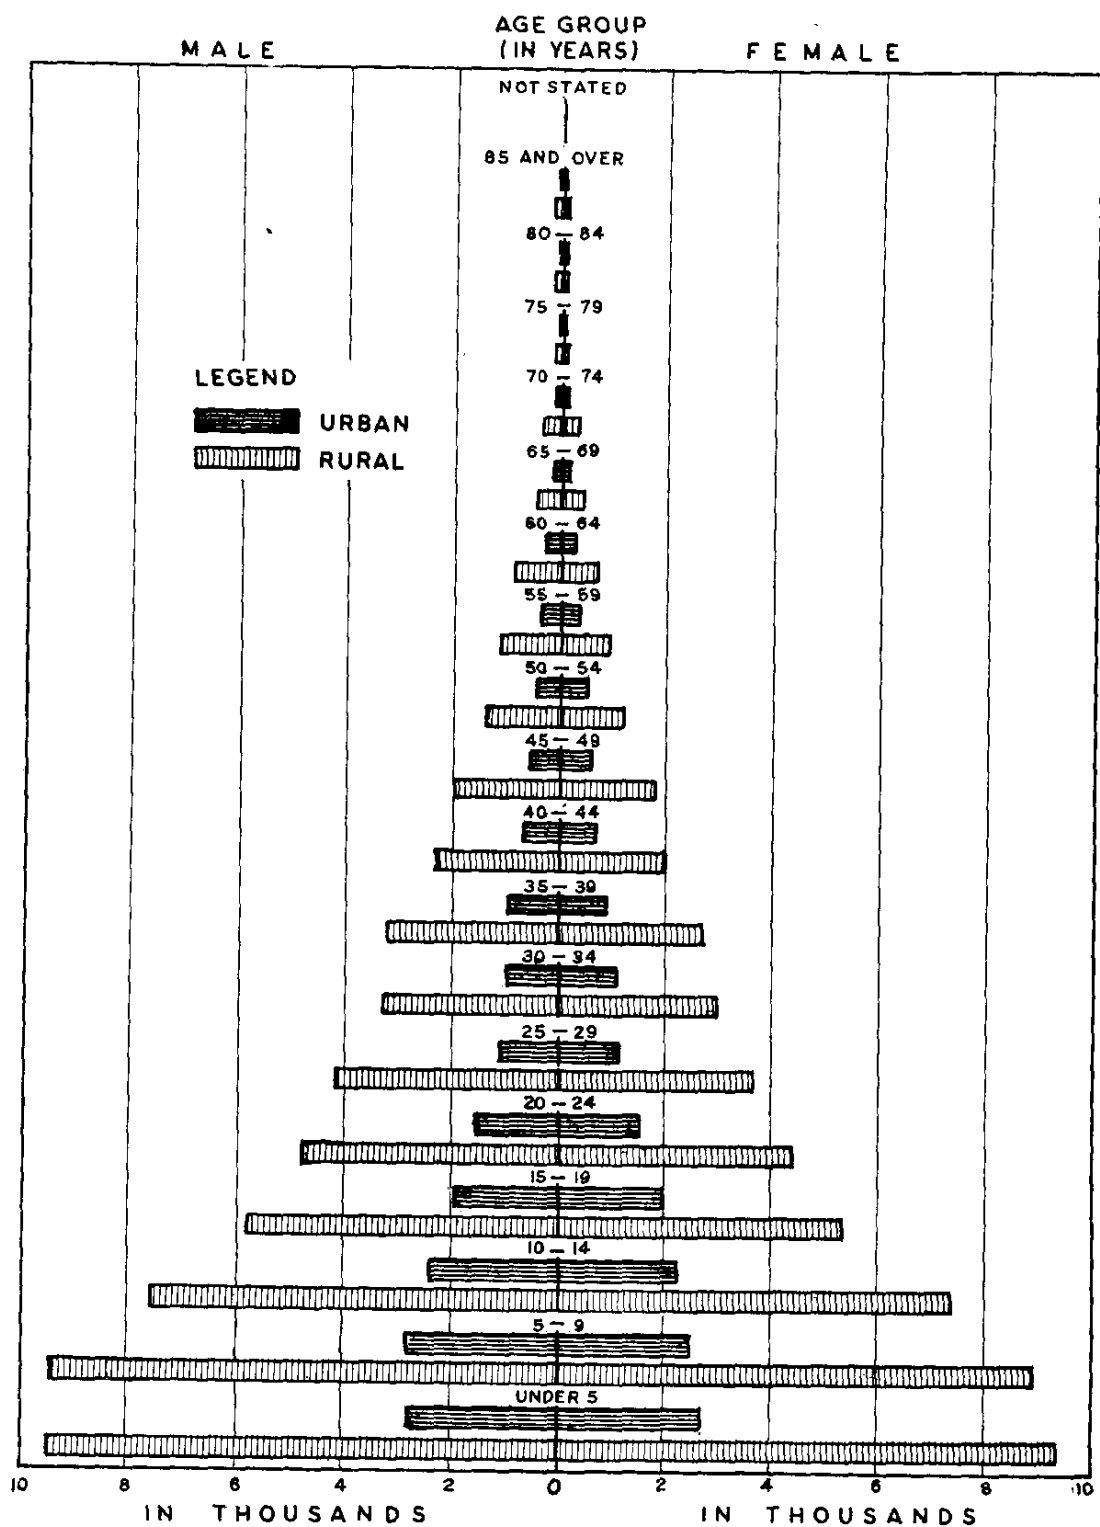 AGE GROUP
MALE (IN YEARS) FEMALE
NOT STATED
85 AND OVER
80 – 84
75 – 79
70 – 74
LEGEND
URBAN
RURAL
65 – 69
60 – 64
55 – 59
50 – 54
45 – 49
40 – 44
35 – 39
30 – 34
25 – 29
20 – 24
15 – 19
10 – 14
5 – 9
UNDER 5
10 8 6 4 2 0 2 4 6 8 10
IN THOUSANDS IN THOUSANDS